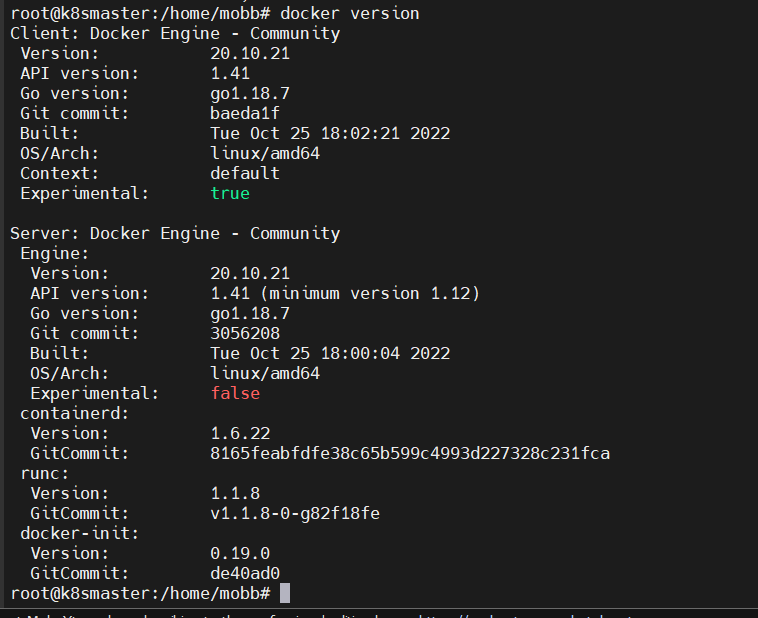 root@k8smaster:/home/mobb# docker version
Client: Docker Engine - Community
 Version:           20.10.21
 API version:       1.41
 Go version:        go1.18.7
 Git commit:        baeda1f
 Built:             Tue Oct 25 18:02:21 2022
 OS/Arch:           linux/amd64
 Context:           default
 Experimental:      true

Server: Docker Engine - Community
 Engine:
  Version:          20.10.21
  API version:      1.41 (minimum version 1.12)
  Go version:       go1.18.7
  Git commit:       3056208
  Built:            Tue Oct 25 18:00:04 2022
  OS/Arch:          linux/amd64
  Experimental:     false
 containerd:
  Version:          1.6.22
  GitCommit:        8165feabfdfe38c65b599c4993d227328c231fca
 runc:
  Version:          1.1.8
  GitCommit:        v1.1.8-0-g82f18fe
 docker-init:
  Version:          0.19.0
  GitCommit:        de40ad0
root@k8smaster:/home/mobb#